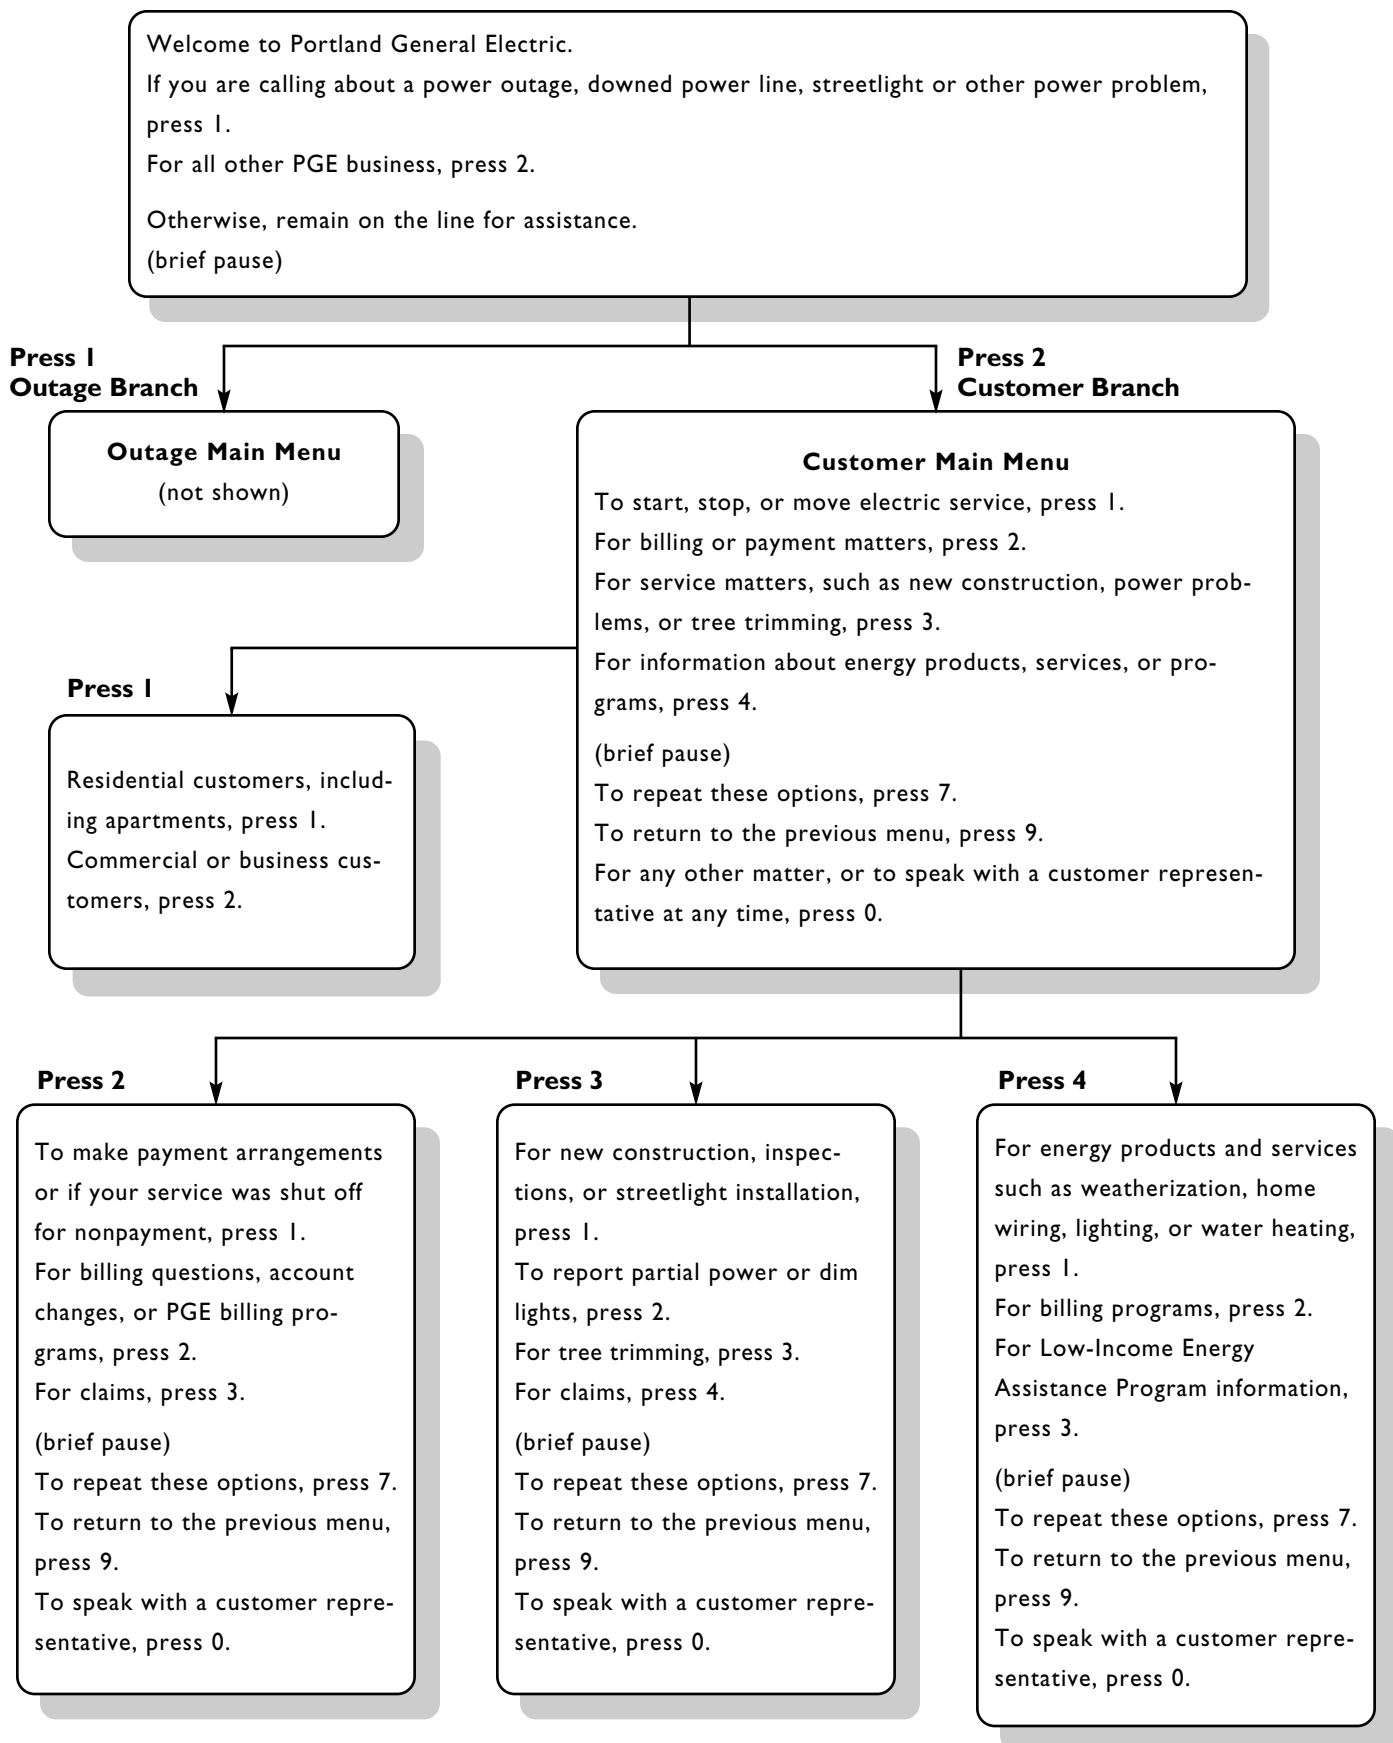 Welcome to Portland General Electric.
If you are calling about a power outage, downed power line, streetlight or other power problem,
press 1.
For all other PGE business, press 2.
Otherwise, remain on the line for assistance.
(brief pause)
Press 1
Outage Branch
Press 2
Customer Branch
Outage Main Menu
(not shown)
Customer Main Menu
To start, stop, or move electric service, press 1.
For billing or payment matters, press 2.
For service matters, such as new construction, power prob-
lems, or tree trimming, press 3.
For information about energy products, services, or pro-
grams, press 4.
(brief pause)
To repeat these options, press 7.
To return to the previous menu, press 9.
For any other matter, or to speak with a customer represen-
tative at any time, press 0.
Press 1
Residential customers, includ-
ing apartments, press 1.
Commercial or business cus-
tomers, press 2.
Press 2
To make payment arrangements
or if your service was shut off
for nonpayment, press 1.
For billing questions, account
changes, or PGE billing pro-
grams, press 2.
For claims, press 3.
(brief pause)
To repeat these options, press 7.
To return to the previous menu,
press 9.
To speak with a customer repre-
sentative, press 0.
Press 3
For new construction, inspec-
tions, or streetlight installation,
press 1.
To report partial power or dim
lights, press 2.
For tree trimming, press 3.
For claims, press 4.
(brief pause)
To repeat these options, press 7.
To return to the previous menu,
press 9.
To speak with a customer repre-
sentative, press 0.
Press 4
For energy products and services
such as weatherization, home
wiring, lighting, or water heating,
press 1.
For billing programs, press 2.
For Low-Income Energy
Assistance Program information,
press 3.
(brief pause)
To repeat these options, press 7.
To return to the previous menu,
press 9.
To speak with a customer repre-
sentative, press 0.